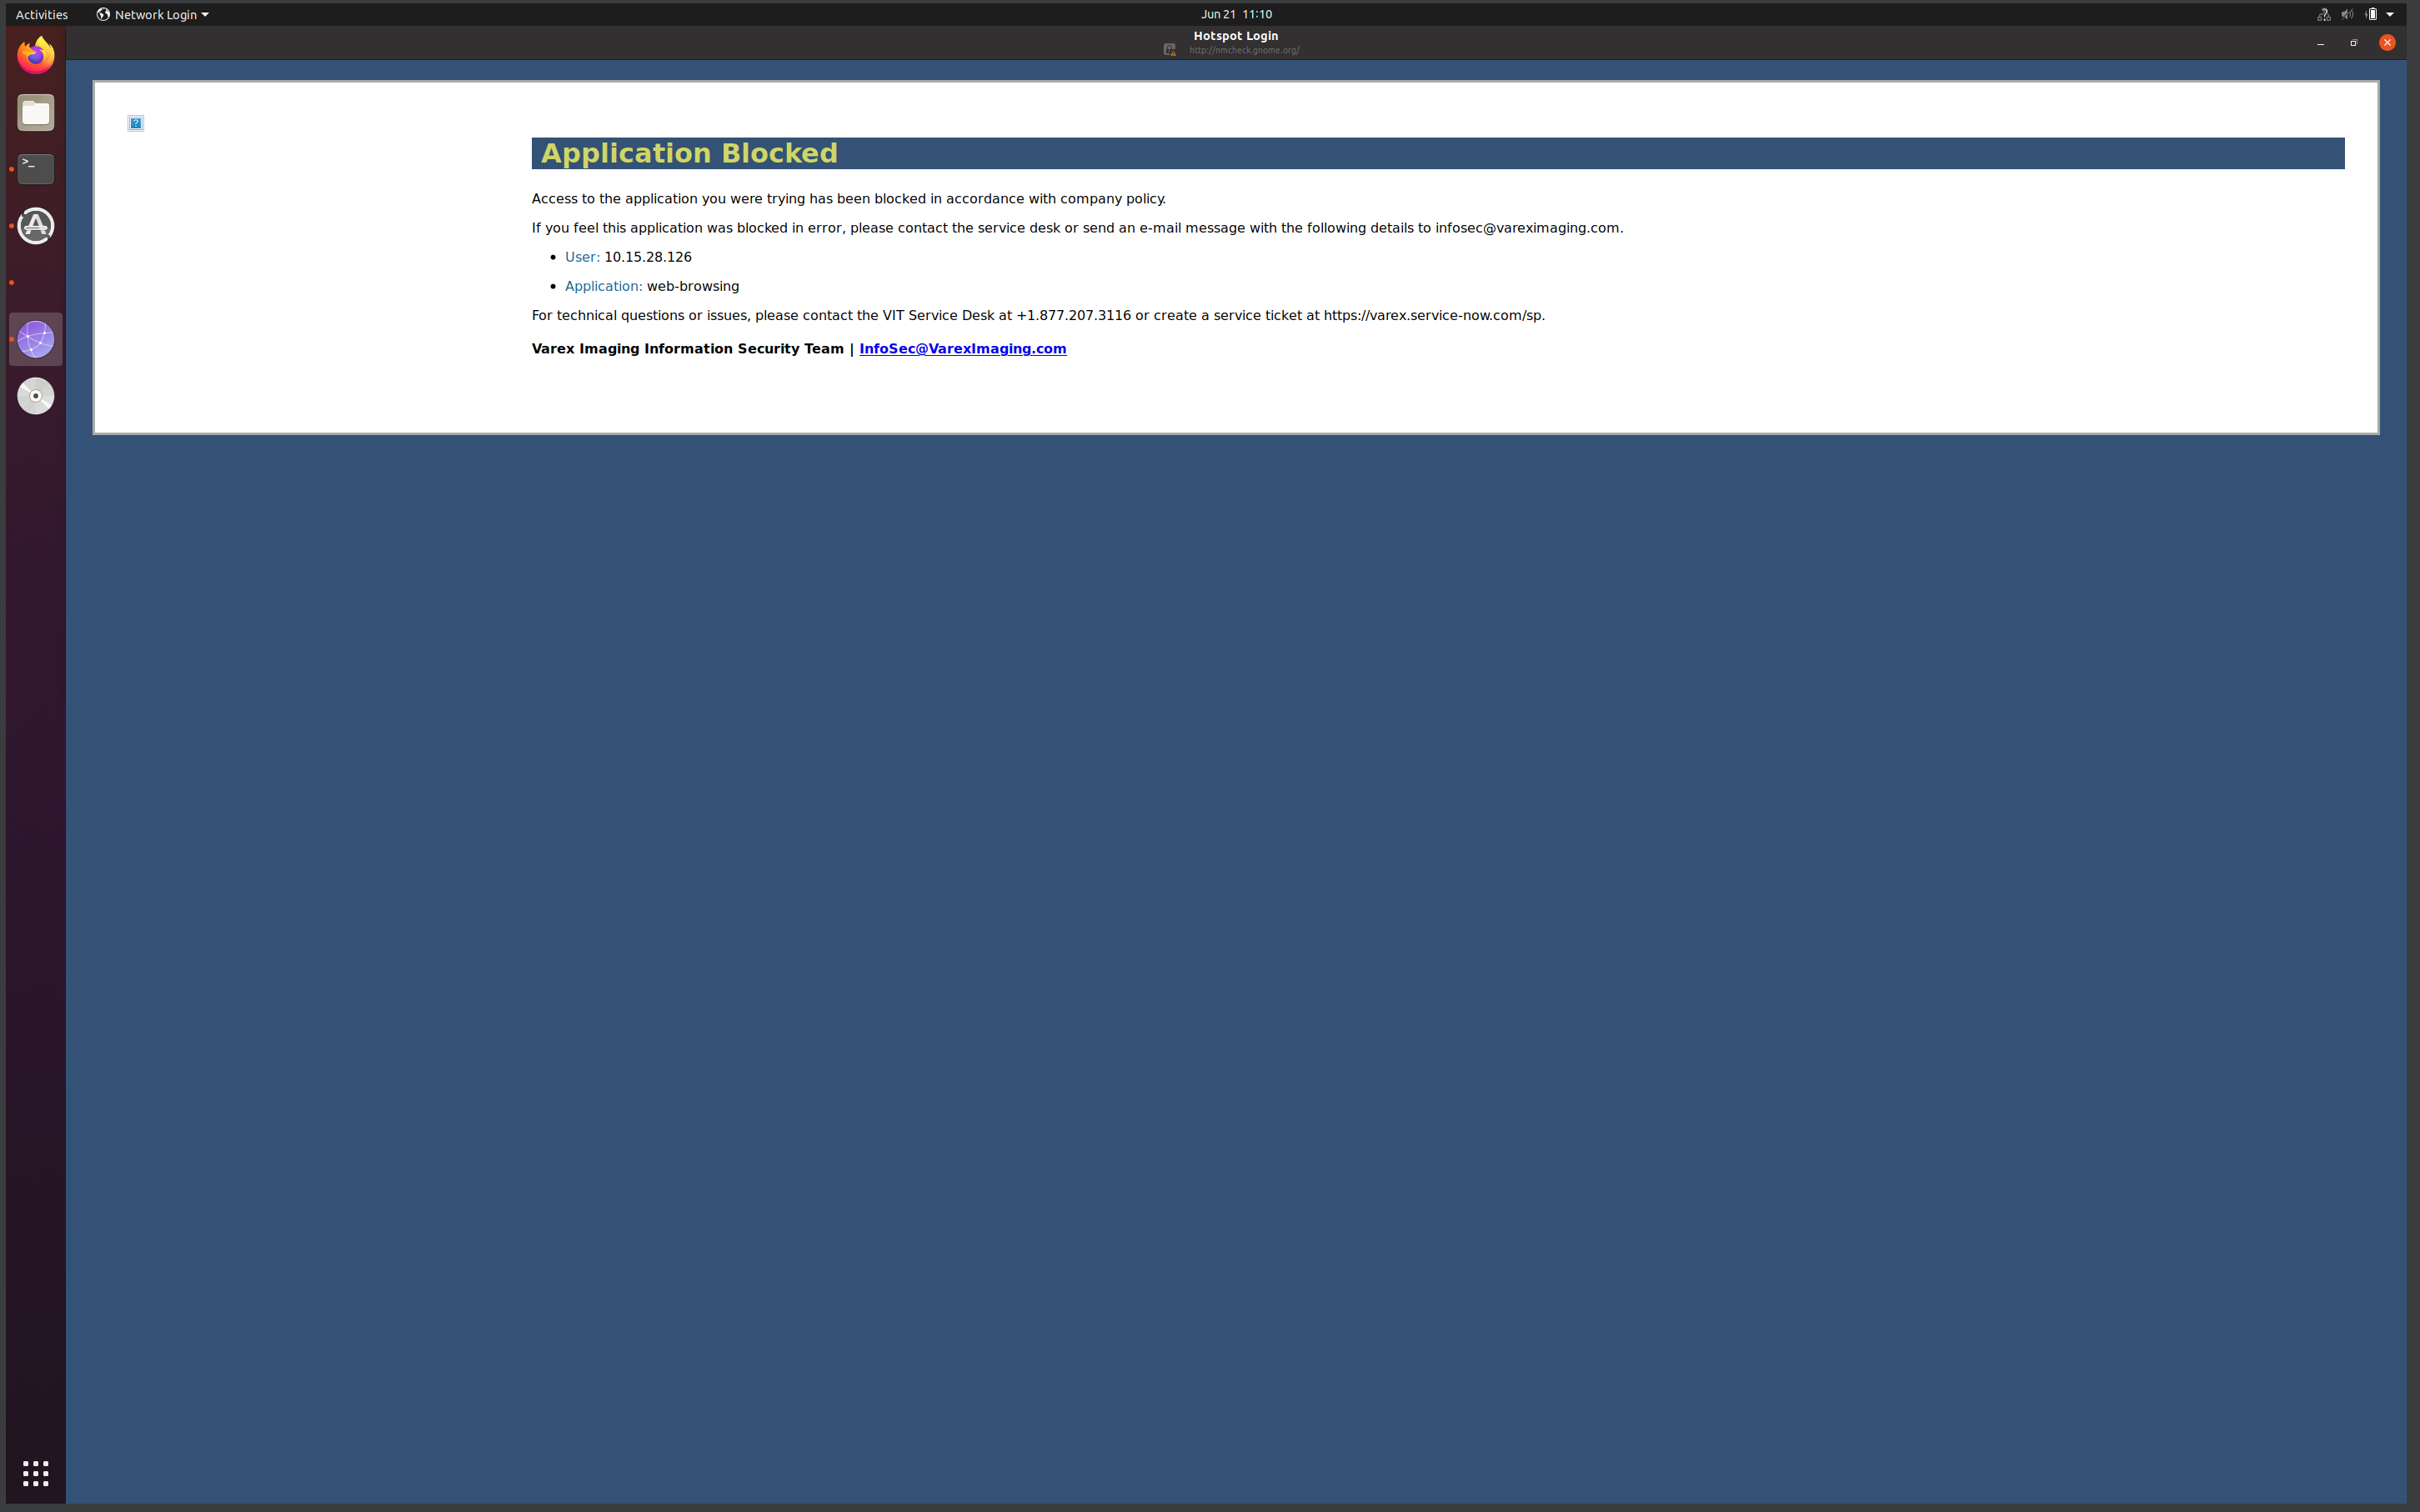 Activities
Network Login
Jun 21 11:10
Hotspot Login
http://nmcheck.gnome.org/
Application Blocked
Access to the application you were trying has been blocked in accordance with company policy.
If you feel this application was blocked in error, please contact the service desk or send an e-mail message with the following details to infosec@vareximaging.com.
User: 10.15.28.126
Application: web-browsing
For technical questions or issues, please contact the VIT Service Desk at +1.877.207.3116 or create a service ticket at https://varex.service-now.com/sp.
Varex Imaging Information Security Team | InfoSec@VarexImaging.com